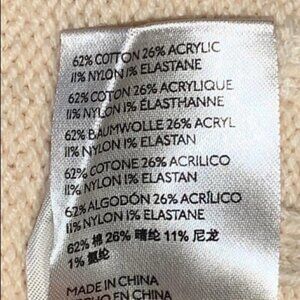 62% COTTON 26% ACRYLIC
11% NYLON 1% ELASTANE
62% COTON 26% ACRYLIQUE
11% NYLON 1% ÉLASTHANNE
62% BAUMWOLLE 26% ACRYL
11% NYLON 1% ELASTAN
62% COTONE 26% ACRILICO
11% NYLON 1% ELASTAN
62% ALGODÓN 26% ACRÍLICO
11% NYLON 1% ELASTANE
62% 棉 26% 晴纶 11% 尼龙
1% 氨纶
MADE IN CHINA
HECHO EN CHINA